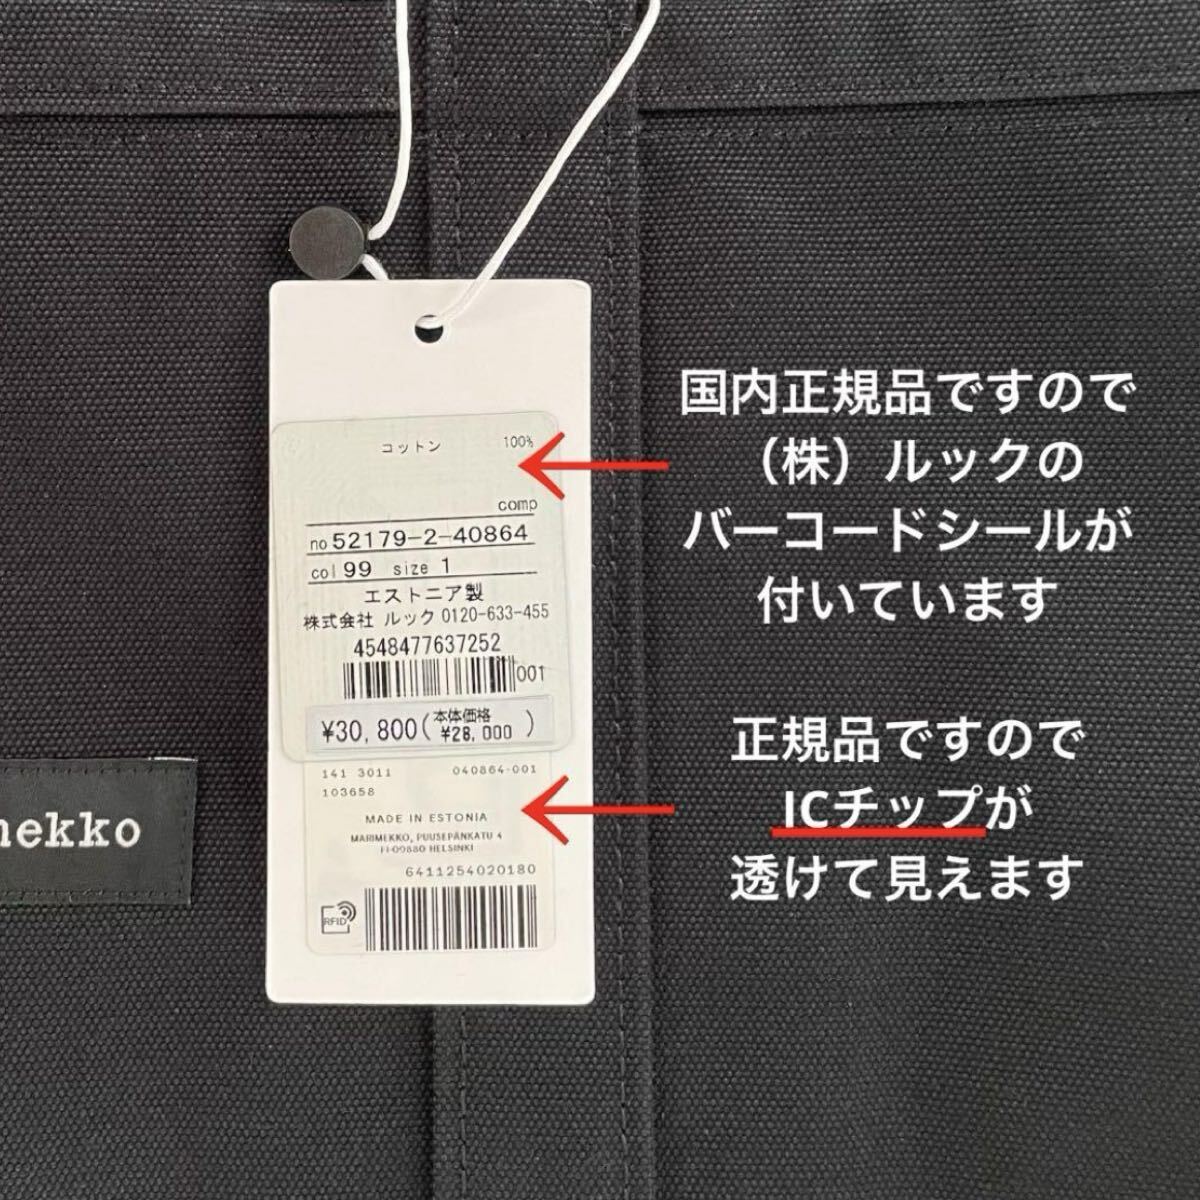 コットン 100%
comp
no 52179-2-40864
col 99 size 1
エストニア製
株式会社 ルック 0120-633-455
4548477637252
001
¥30,800(本体価格 ¥28,000 )
141 3011 040864-001
103658
MADE IN ESTONIA
MARIMEKKO, PUUSEPÄNKATU 4
FI-00880 HELSINKI
6411254020180
RFID
nekko
国内正規品ですので
（株）ルックの
バーコードシールが
付いています
正規品ですので
ICチップが
透けて見えます